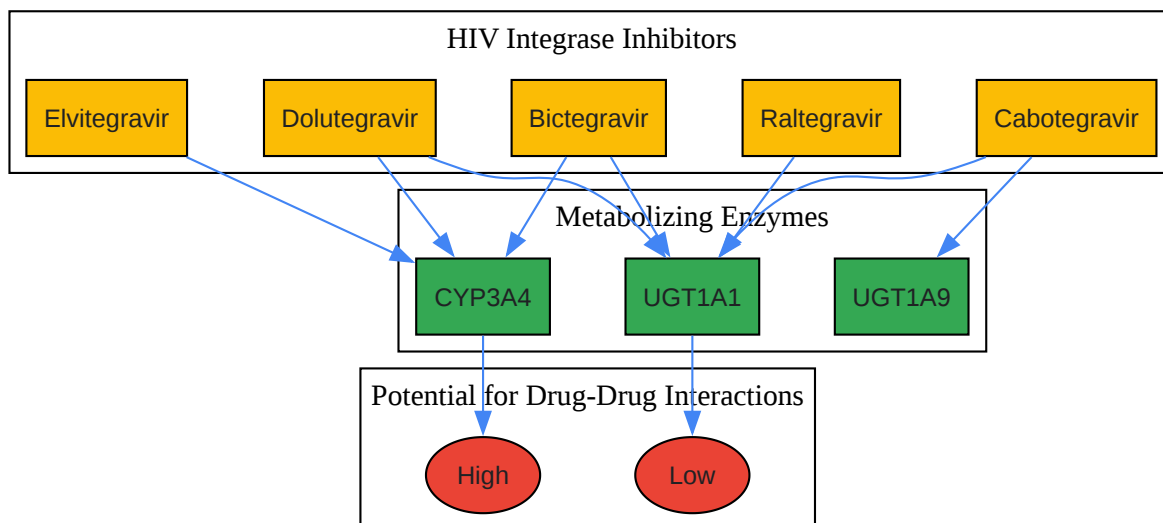 HIV Integrase Inhibitors
Elvitegravir
Dolutegravir
Bictegravir
Raltegravir
Cabotegravir
Metabolizing Enzymes
CYP3A4
UGT1A1
UGT1A9
Potential for Drug-Drug Interactions
High
Low